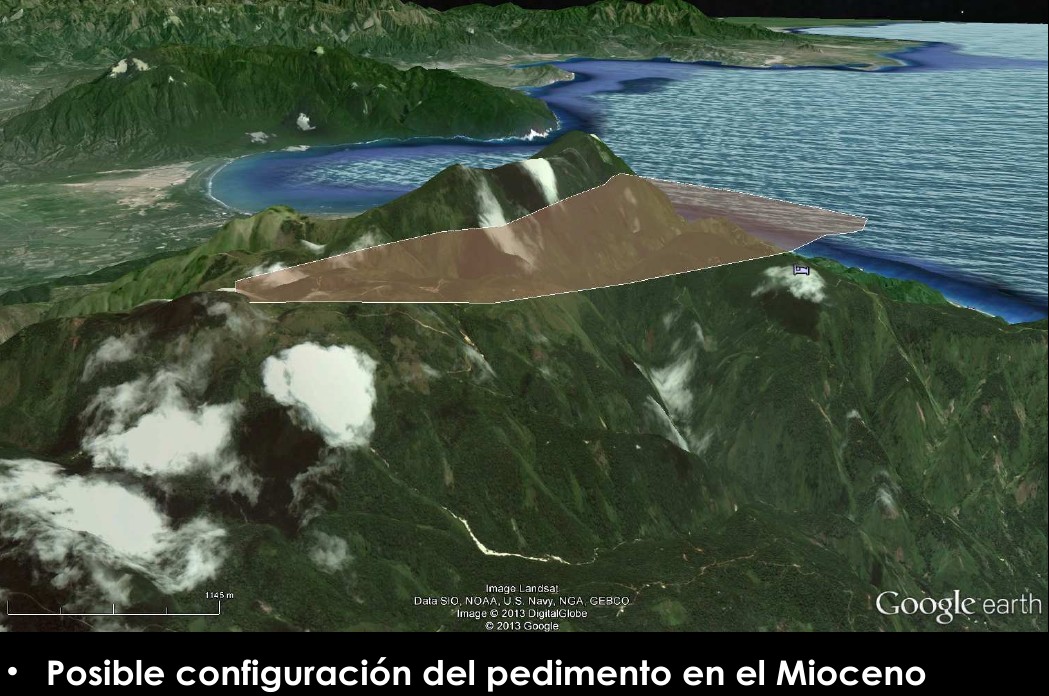 1145 m
Image Landsat
Data SIO, NOAA, U.S. Navy, NGA, GEBCO
Image © 2013 DigitalGlobe
© 2013 Google
Google earth
• Posible configuración del pedimento en el Mioceno